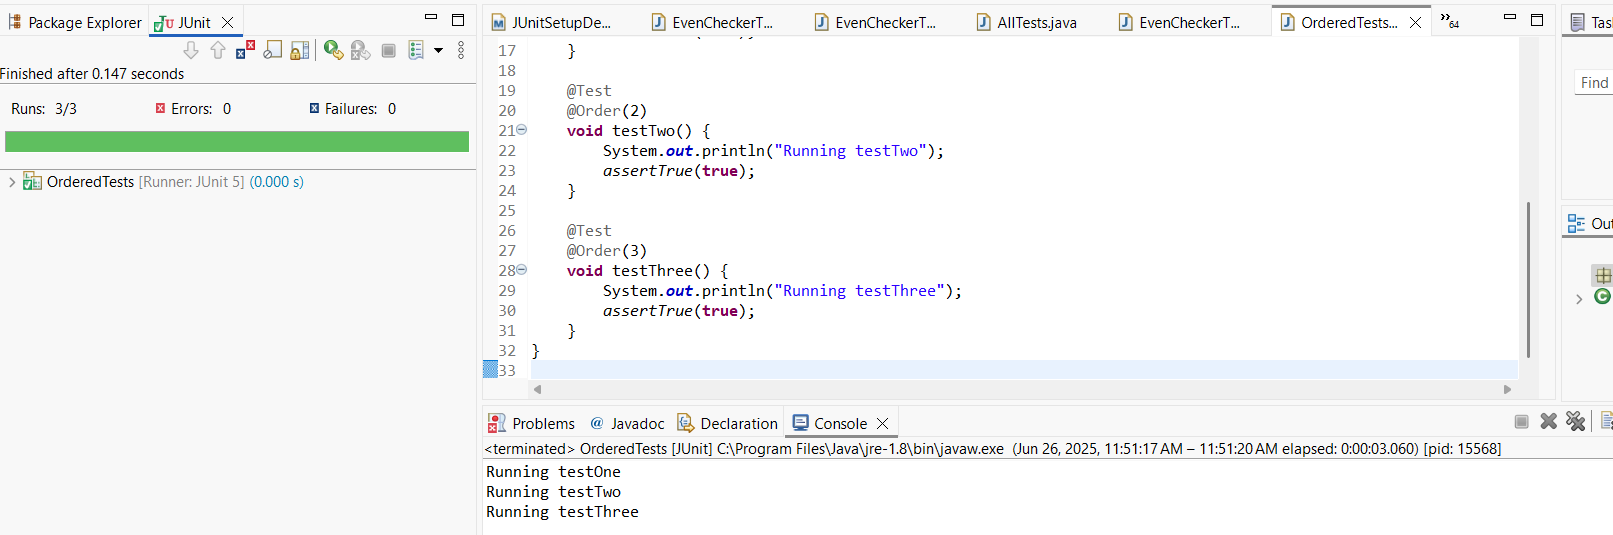 Package Explorer JUnit
Finished after 0.147 seconds
Runs: 3/3 Errors: 0 Failures: 0
OrderedTests [Runner: JUnit 5] (0.000 s)
JUnitSetupDe... EvenCheckerT... EvenCheckerT... AllTests.java EvenCheckerT... OrderedTests... »64
17 }
18
19 @Test
20 @Order(2)
21 void testTwo() {
22 System.out.println("Running testTwo");
23 assertTrue(true);
24 }
25
26 @Test
27 @Order(3)
28 void testThree() {
29 System.out.println("Running testThree");
30 assertTrue(true);
31 }
32 }
33
Problems @ Javadoc Declaration Console
<terminated> OrderedTests [JUnit] C:\Program Files\Java\jre-1.8\bin\javaw.exe (Jun 26, 2025, 11:51:17 AM – 11:51:20 AM elapsed: 0:00:03.060) [pid: 15568]
Running testOne
Running testTwo
Running testThree
Tas
Find
Out